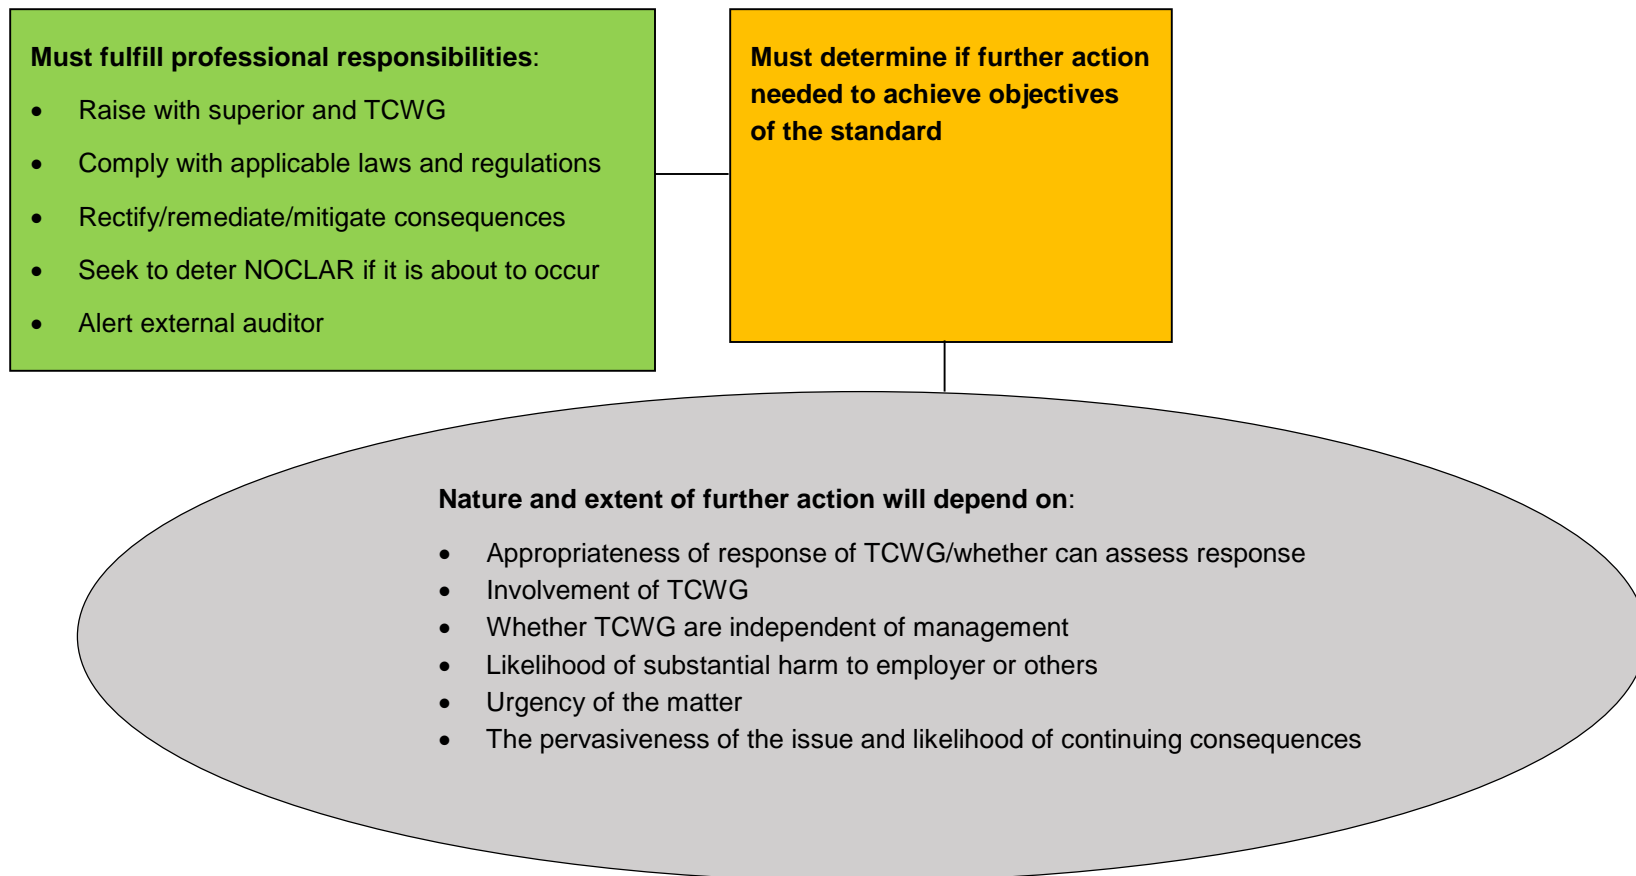 Must fulfill professional responsibilities:
• Raise with superior and TCWG
• Comply with applicable laws and regulations
• Rectify/remediate/mitigate consequences
• Seek to deter NOCLAR if it is about to occur
• Alert external auditor
Must determine if further action
needed to achieve objectives
of the standard
Nature and extent of further action will depend on:
• Appropriateness of response of TCWG/whether can assess response
• Involvement of TCWG
• Whether TCWG are independent of management
• Likelihood of substantial harm to employer or others
• Urgency of the matter
• The pervasiveness of the issue and likelihood of continuing consequences